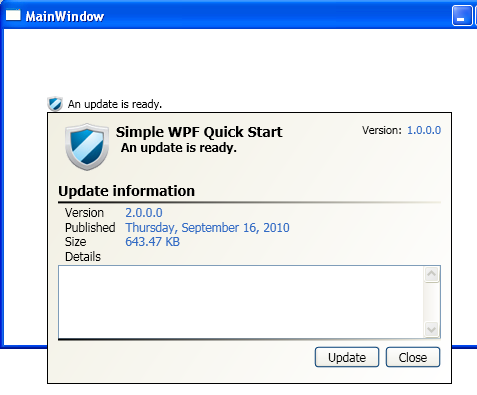 MainWindow
An update is ready.
Simple WPF Quick Start
Version: 1.0.0.0
An update is ready.
Update information
Version 2.0.0.0
Published Thursday, September 16, 2010
Size 643.47 KB
Details
Update Close